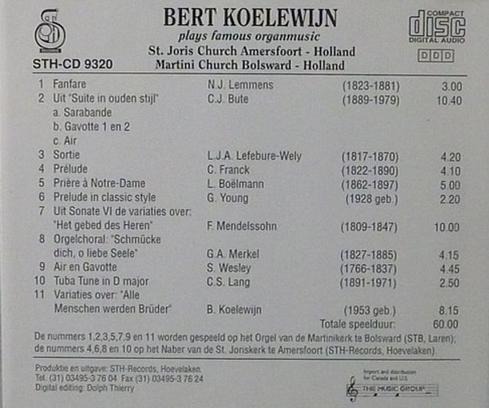 BERT KOELEWIJN
plays famous organmusic
St. Joris Church Amersfoort - Holland
Martini Church Bolsward - Holland
STH-CD 9320
COMPACT
disc
DIGITAL AUDIO
DDD
1 Fanfare N.J. Lemmens (1823-1881) 3.00
2 Uit "Suite in ouden stijl" C.J. Bute (1889-1979) 10.40
a. Sarabande
b. Gavotte 1 en 2
c. Air
3 Sortie L.J.A. Lefebure-Wely (1817-1870) 4.20
4 Prélude C. Franck (1822-1890) 4.10
5 Prière à Notre-Dame L. Boëlmann (1862-1897) 5.00
6 Prelude in classic style G. Young (1928 geb.) 2.20
7 Uit Sonate VI de variaties over:
"Het gebed des Heren" F. Mendelssohn (1809-1847) 10.00
8 Orgelchoral: "Schmücke
dich, o liebe Seele" G.A. Merkel (1827-1885) 4.15
9 Air en Gavotte S. Wesley (1766-1837) 4.45
10 Tuba Tune in D major C.S. Lang (1891-1971) 2.50
11 Variaties over: "Alle
Menschen werden Brüder" B. Koelewijn (1953 geb.) 8.15
Totale speelduur: 60.00
De nummers 1,2,3,5,7.9 en 11 worden gespeeld op het Orgel van de Martinikerk te Bolsward (STB, Laren);
de nummers 4,6,8 en 10 op het Naber van de St. Joriskerk te Amersfoort (STH-Records, Hoevelaken).
Produktie en uitgave: STH-Records, Hoevelaken.
Tel. (31) 03495-3 76 04 Fax (31) 03495-3 76 24
Digital editing: Dolph Thierry
Import and distribution
for Canada and U.S.
THE MUSIC GROUP